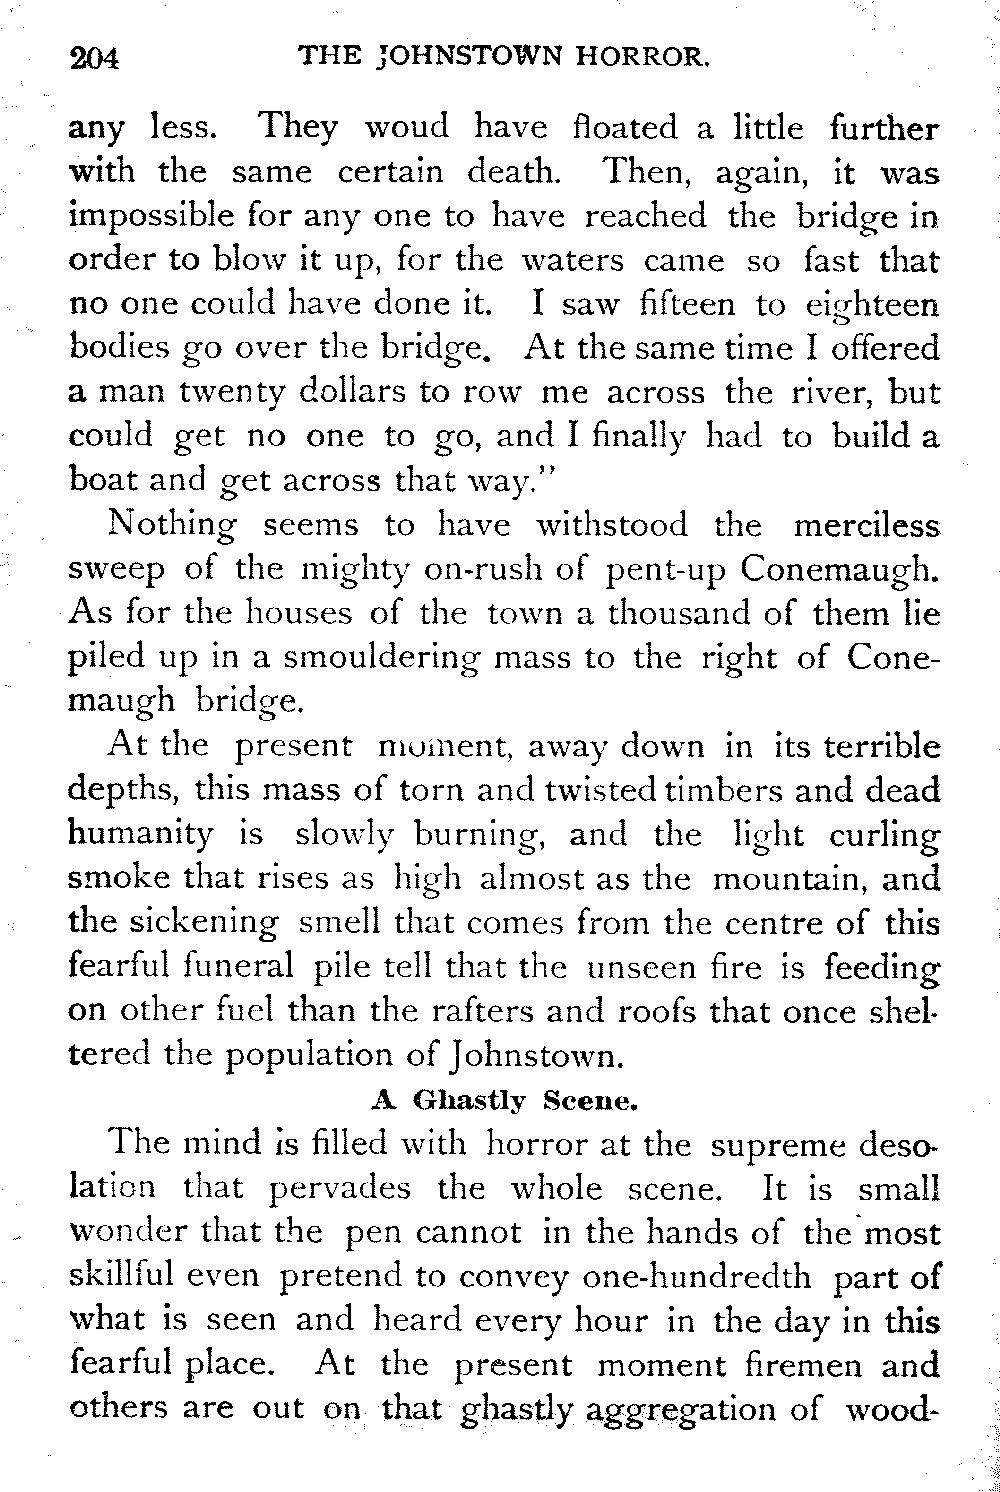 204 THE JOHNSTOWN HORROR.
any less. They woud have floated a little further
with the same certain death. Then, again, it was
impossible for any one to have reached the bridge in
order to blow it up, for the waters came so fast that
no one could have done it. I saw fifteen to eighteen
bodies go over the bridge. At the same time I offered
a man twenty dollars to row me across the river, but
could get no one to go, and I finally had to build a
boat and get across that way."
Nothing seems to have withstood the merciless
sweep of the mighty on-rush of pent-up Conemaugh.
As for the houses of the town a thousand of them lie
piled up in a smouldering mass to the right of Cone-
maugh bridge.
At the present moment, away down in its terrible
depths, this mass of torn and twisted timbers and dead
humanity is slowly burning, and the light curling
smoke that rises as high almost as the mountain, and
the sickening smell that comes from the centre of this
fearful funeral pile tell that the unseen fire is feeding
on other fuel than the rafters and roofs that once shel-
tered the population of Johnstown.
A Ghastly Scene.
The mind is filled with horror at the supreme deso-
lation that pervades the whole scene. It is small
wonder that the pen cannot in the hands of the most
skillful even pretend to convey one-hundredth part of
what is seen and heard every hour in the day in this
fearful place. At the present moment firemen and
others are out on that ghastly aggregation of wood-